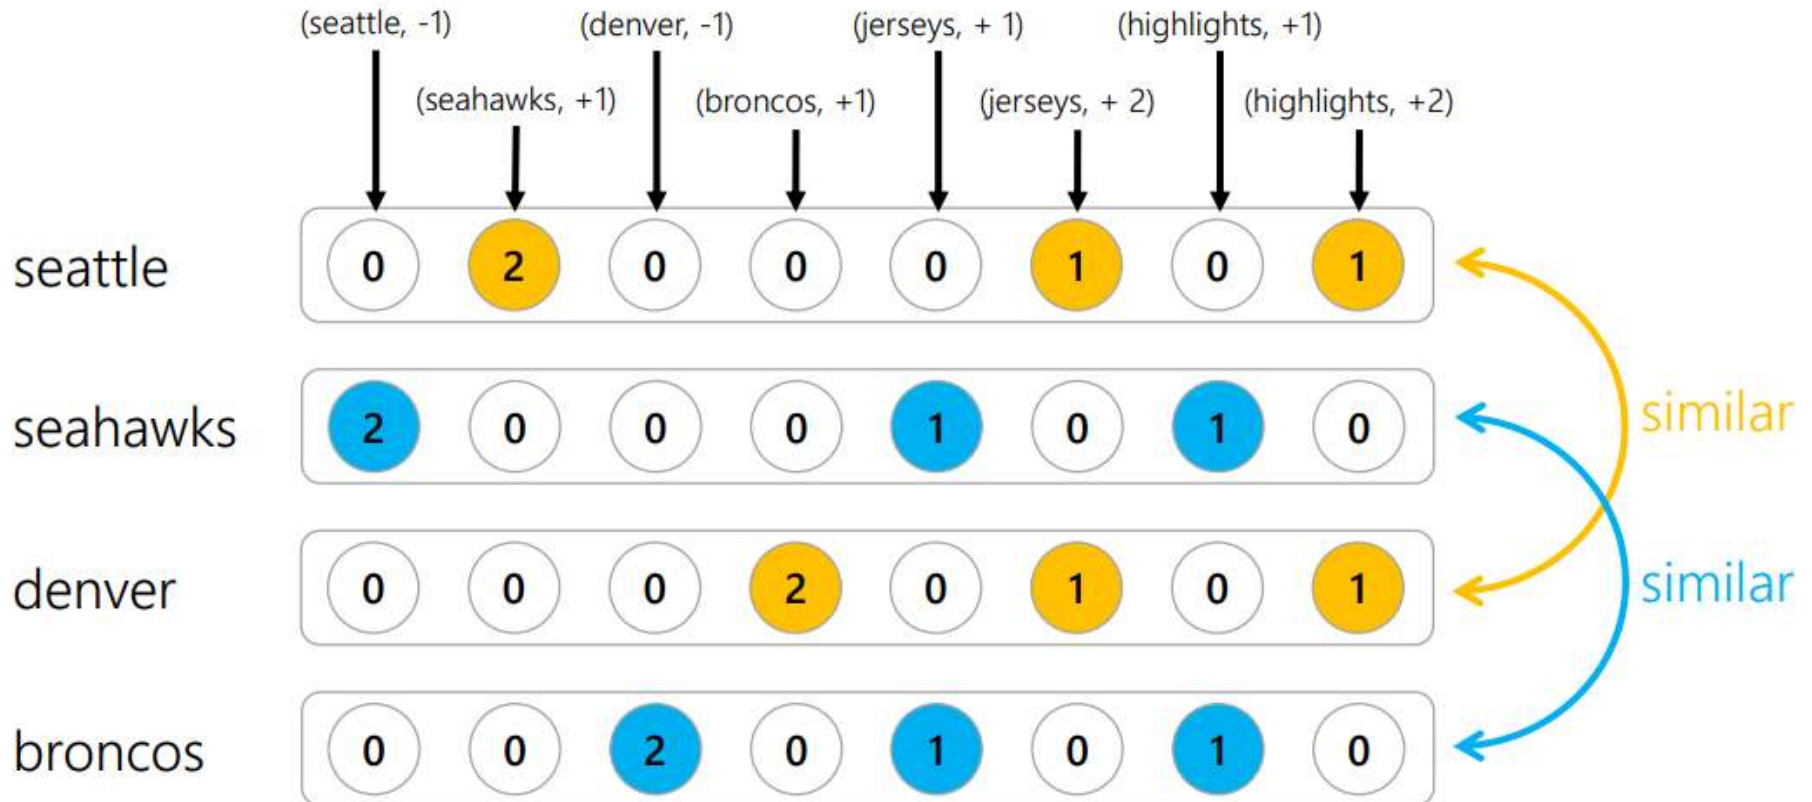 (seattle, -1) (denver, -1) (jerseys, + 1) (highlights, +1)
(seahawks, +1) (broncos, +1) (jerseys, + 2) (highlights, +2)
seattle 0 2 0 0 0 1 0 1
seahawks 2 0 0 0 1 0 1 0
similar
denver 0 0 0 2 0 1 0 1
similar
broncos 0 0 2 0 1 0 1 0